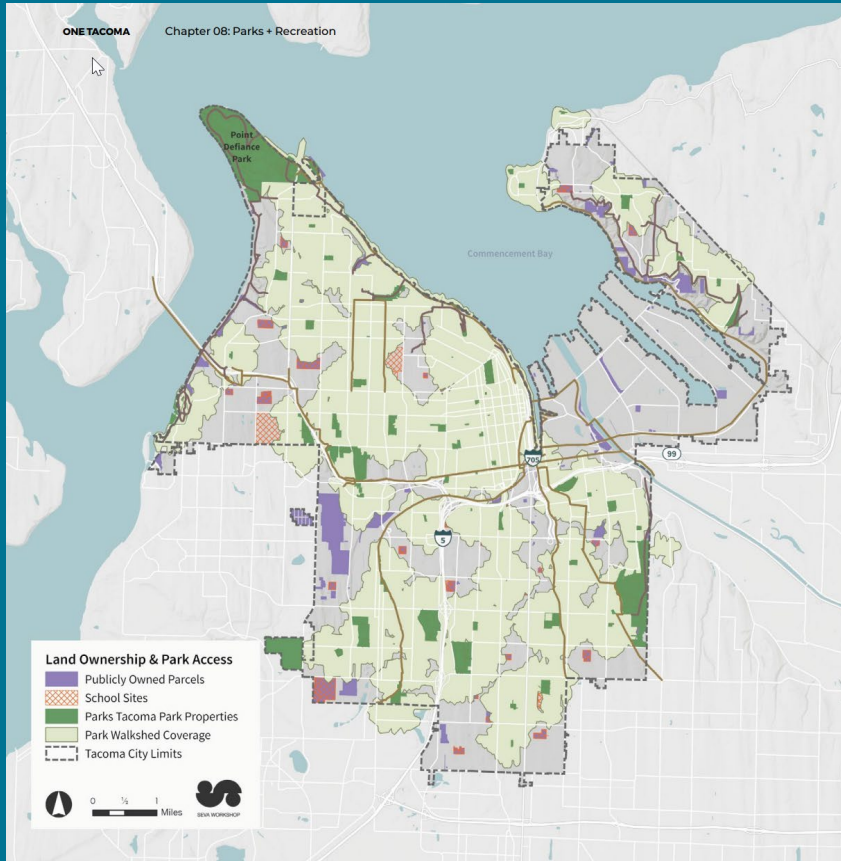 ONE TACOMA Chapter 08: Parks + Recreation
Point
Defiance
Park
Commencement Bay
99
705
5
Land Ownership & Park Access
Publicly Owned Parcels
School Sites
Parks Tacoma Park Properties
Park Walkshed Coverage
Tacoma City Limits
0 ½ 1
Miles
SEVA WORKSHOP